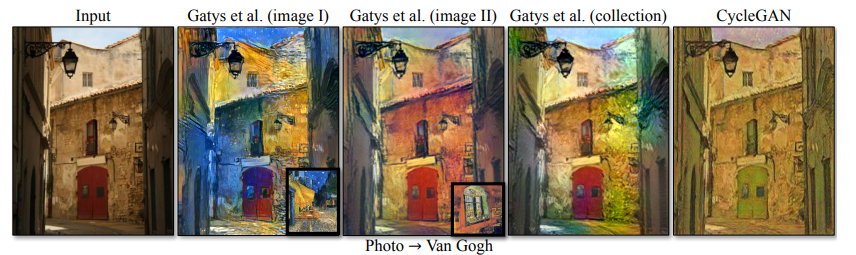 Input
Gatys et al. (image I)
Gatys et al. (image II)
Gatys et al. (collection)
CycleGAN
Photo → Van Gogh